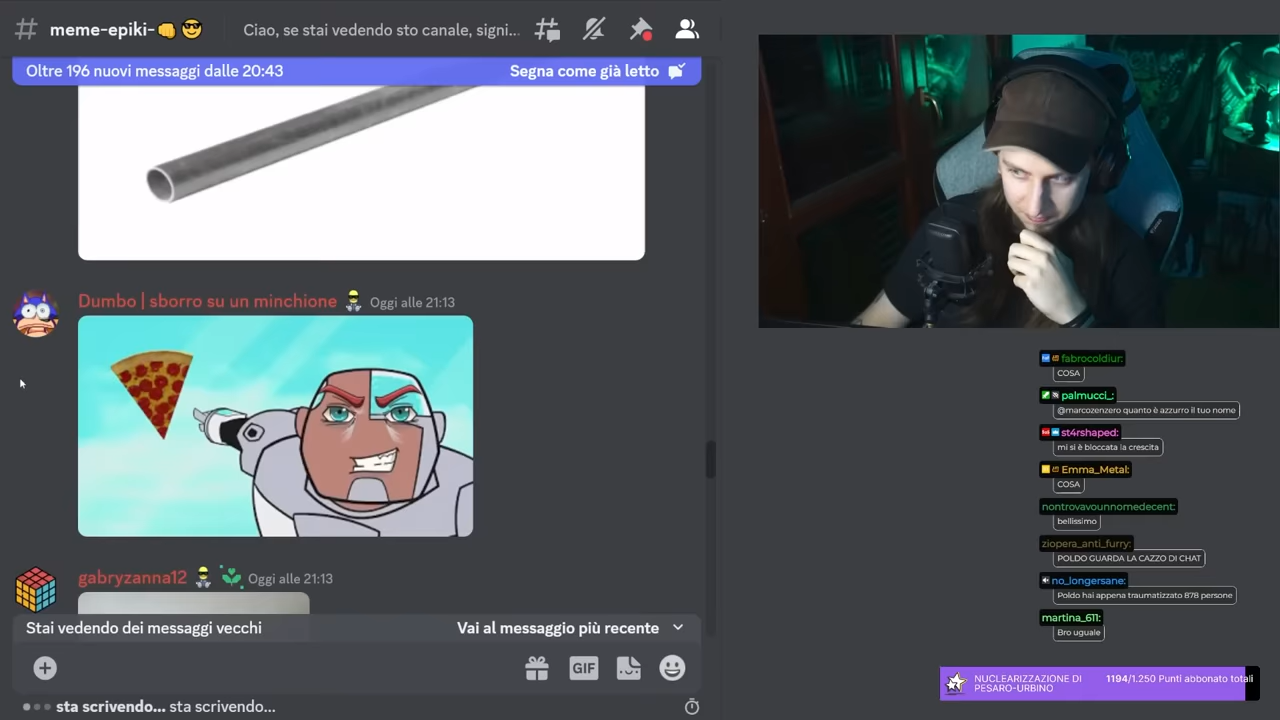 meme-epiki-👊😎
Ciao, se stai vedendo sto canale, signi...
Oltre 196 nuovi messaggi dalle 20:43
Segna come già letto
Dumbo | sborro su un minchione Oggi alle 21:13
gabryzanna12 Oggi alle 21:13
Stai vedendo dei messaggi vecchi
Vai al messaggio più recente
GIF
sta scrivendo... sta scrivendo...
fabrocoldiur:
COSA
palmucci_:
@marcozenzero quanto è azzurro il tuo nome
st4rshaped:
mi si è bloccata la crescita
Emma_Metal:
COSA
nontrovavounnomedecent:
bellissimo
ziopera_anti_furry:
POLDO GUARDA LA CAZZO DI CHAT
no_longersane:
Poldo hai appena traumatizzato 878 persone
martina_611:
Bro uguale
NUCLEARIZZAZIONE DI
PESARO-URBINO
1194/1.250 Punti abbonato totali